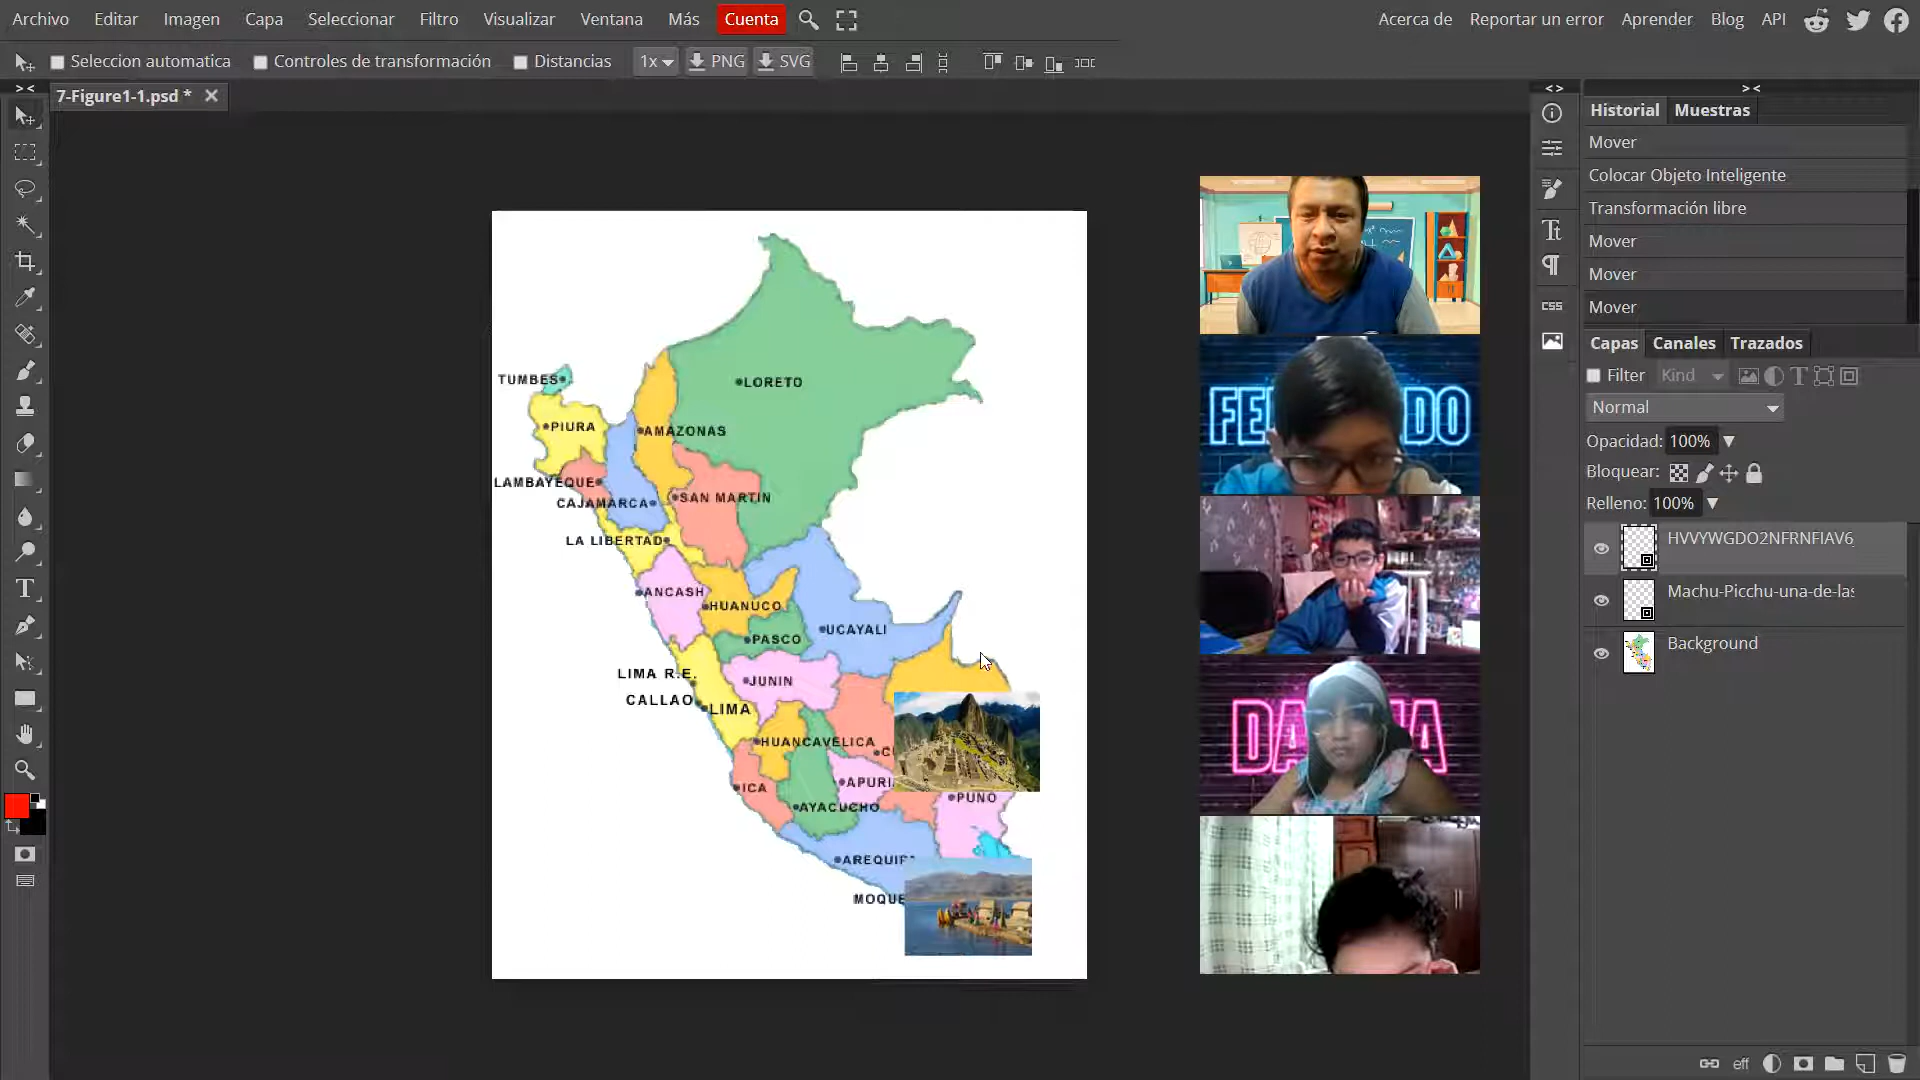 Archivo Editar Imagen Capa Seleccionar Filtro Visualizar Ventana Más Cuenta Acerca de Reportar un error Aprender Blog API
Seleccion automatica Controles de transformación Distancias 1x PNG SVG
7-Figure1-1.psd *
Historial Muestras
Mover
Colocar Objeto Inteligente
Transformación libre
Mover
Mover
Mover
Capas Canales Trazados
Filter Kind
Normal
Opacidad: 100%
Bloquear:
Relleno: 100%
HVVYWGDO2NFRNFIAV6
Machu-Picchu-una-de-las
Background
eff
CSS
TUMBES
LORETO
PIURA
AMAZONAS
LAMBAYEQUE
CAJAMARCA
SAN MARTIN
LA LIBERTAD
ANCASH
HUANUCO
UCAYALI
PASCO
LIMA R.E.
JUNIN
CALLAO
LIMA
HUANCAVELICA
APURI
ICA
PUNO
AYACUCHO
AREQUIP
MOQUE